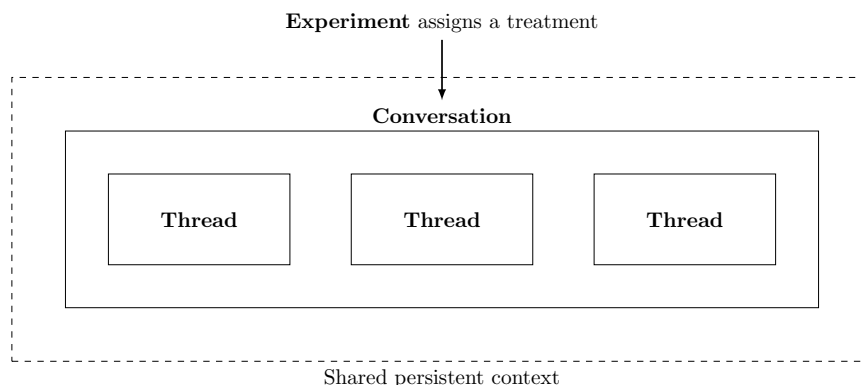 Experiment assigns a treatment
Conversation
Thread
Thread
Thread
Shared persistent context